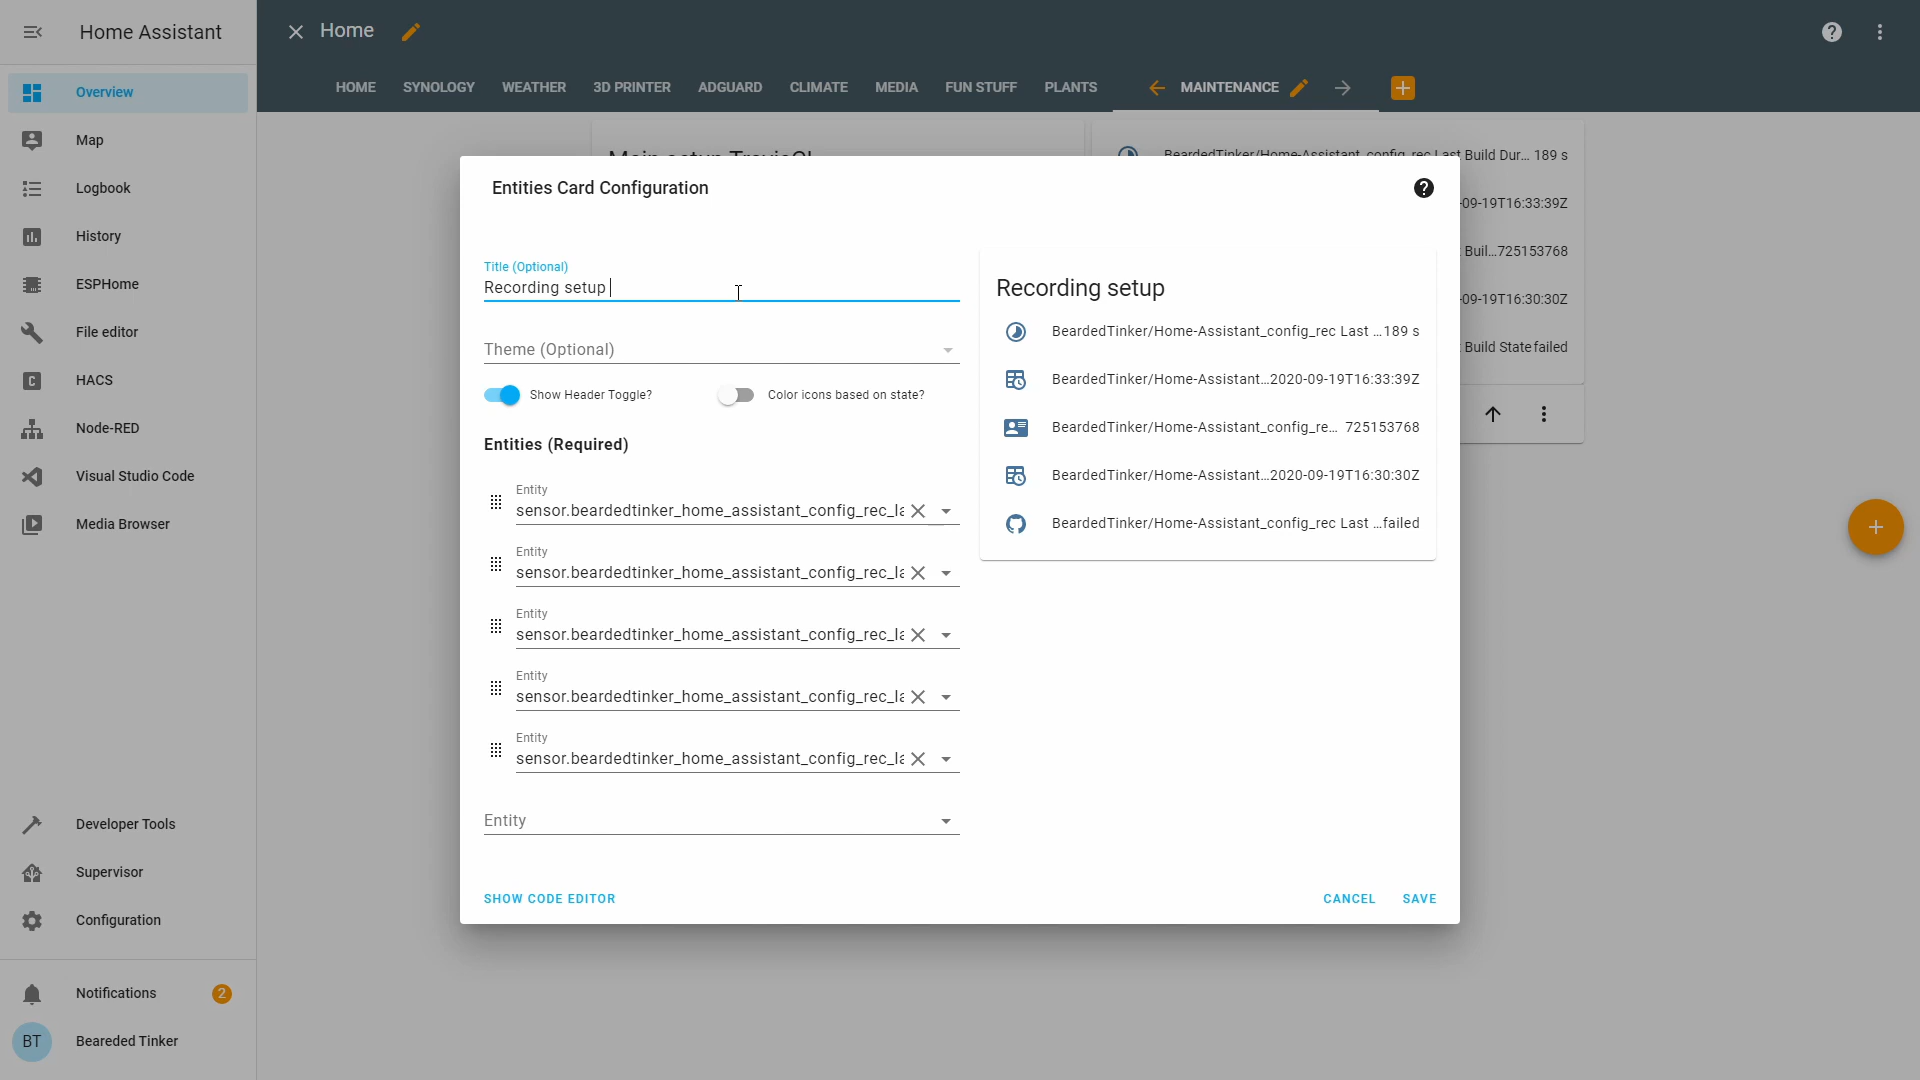 Home Assistant
Home
HOME SYNOLOGY WEATHER 3D PRINTER ADGUARD CLIMATE MEDIA FUN STUFF PLANTS MAINTENANCE
Overview
Map
Logbook
History
ESPHome
File editor
HACS
Node-RED
Visual Studio Code
Media Browser
Developer Tools
Supervisor
Configuration
Notifications 2
BT Bearded Tinker
BeardedTinker/Home-Assistant_config_rec Last Build Dur... 189 s
-09-19T16:33:39Z
Buil...725153768
-09-19T16:30:30Z
Build State failed
Entities Card Configuration
Title (Optional)
Recording setup
Theme (Optional)
Show Header Toggle? Color icons based on state?
Entities (Required)
Entity
sensor.beardedtinker_home_assistant_config_rec_la
Entity
sensor.beardedtinker_home_assistant_config_rec_la
Entity
sensor.beardedtinker_home_assistant_config_rec_la
Entity
sensor.beardedtinker_home_assistant_config_rec_la
Entity
sensor.beardedtinker_home_assistant_config_rec_la
Entity
Recording setup
BeardedTinker/Home-Assistant_config_rec Last ...189 s
BeardedTinker/Home-Assistant...2020-09-19T16:33:39Z
BeardedTinker/Home-Assistant_config_re... 725153768
BeardedTinker/Home-Assistant...2020-09-19T16:30:30Z
BeardedTinker/Home-Assistant_config_rec Last ...failed
SHOW CODE EDITOR
CANCEL SAVE